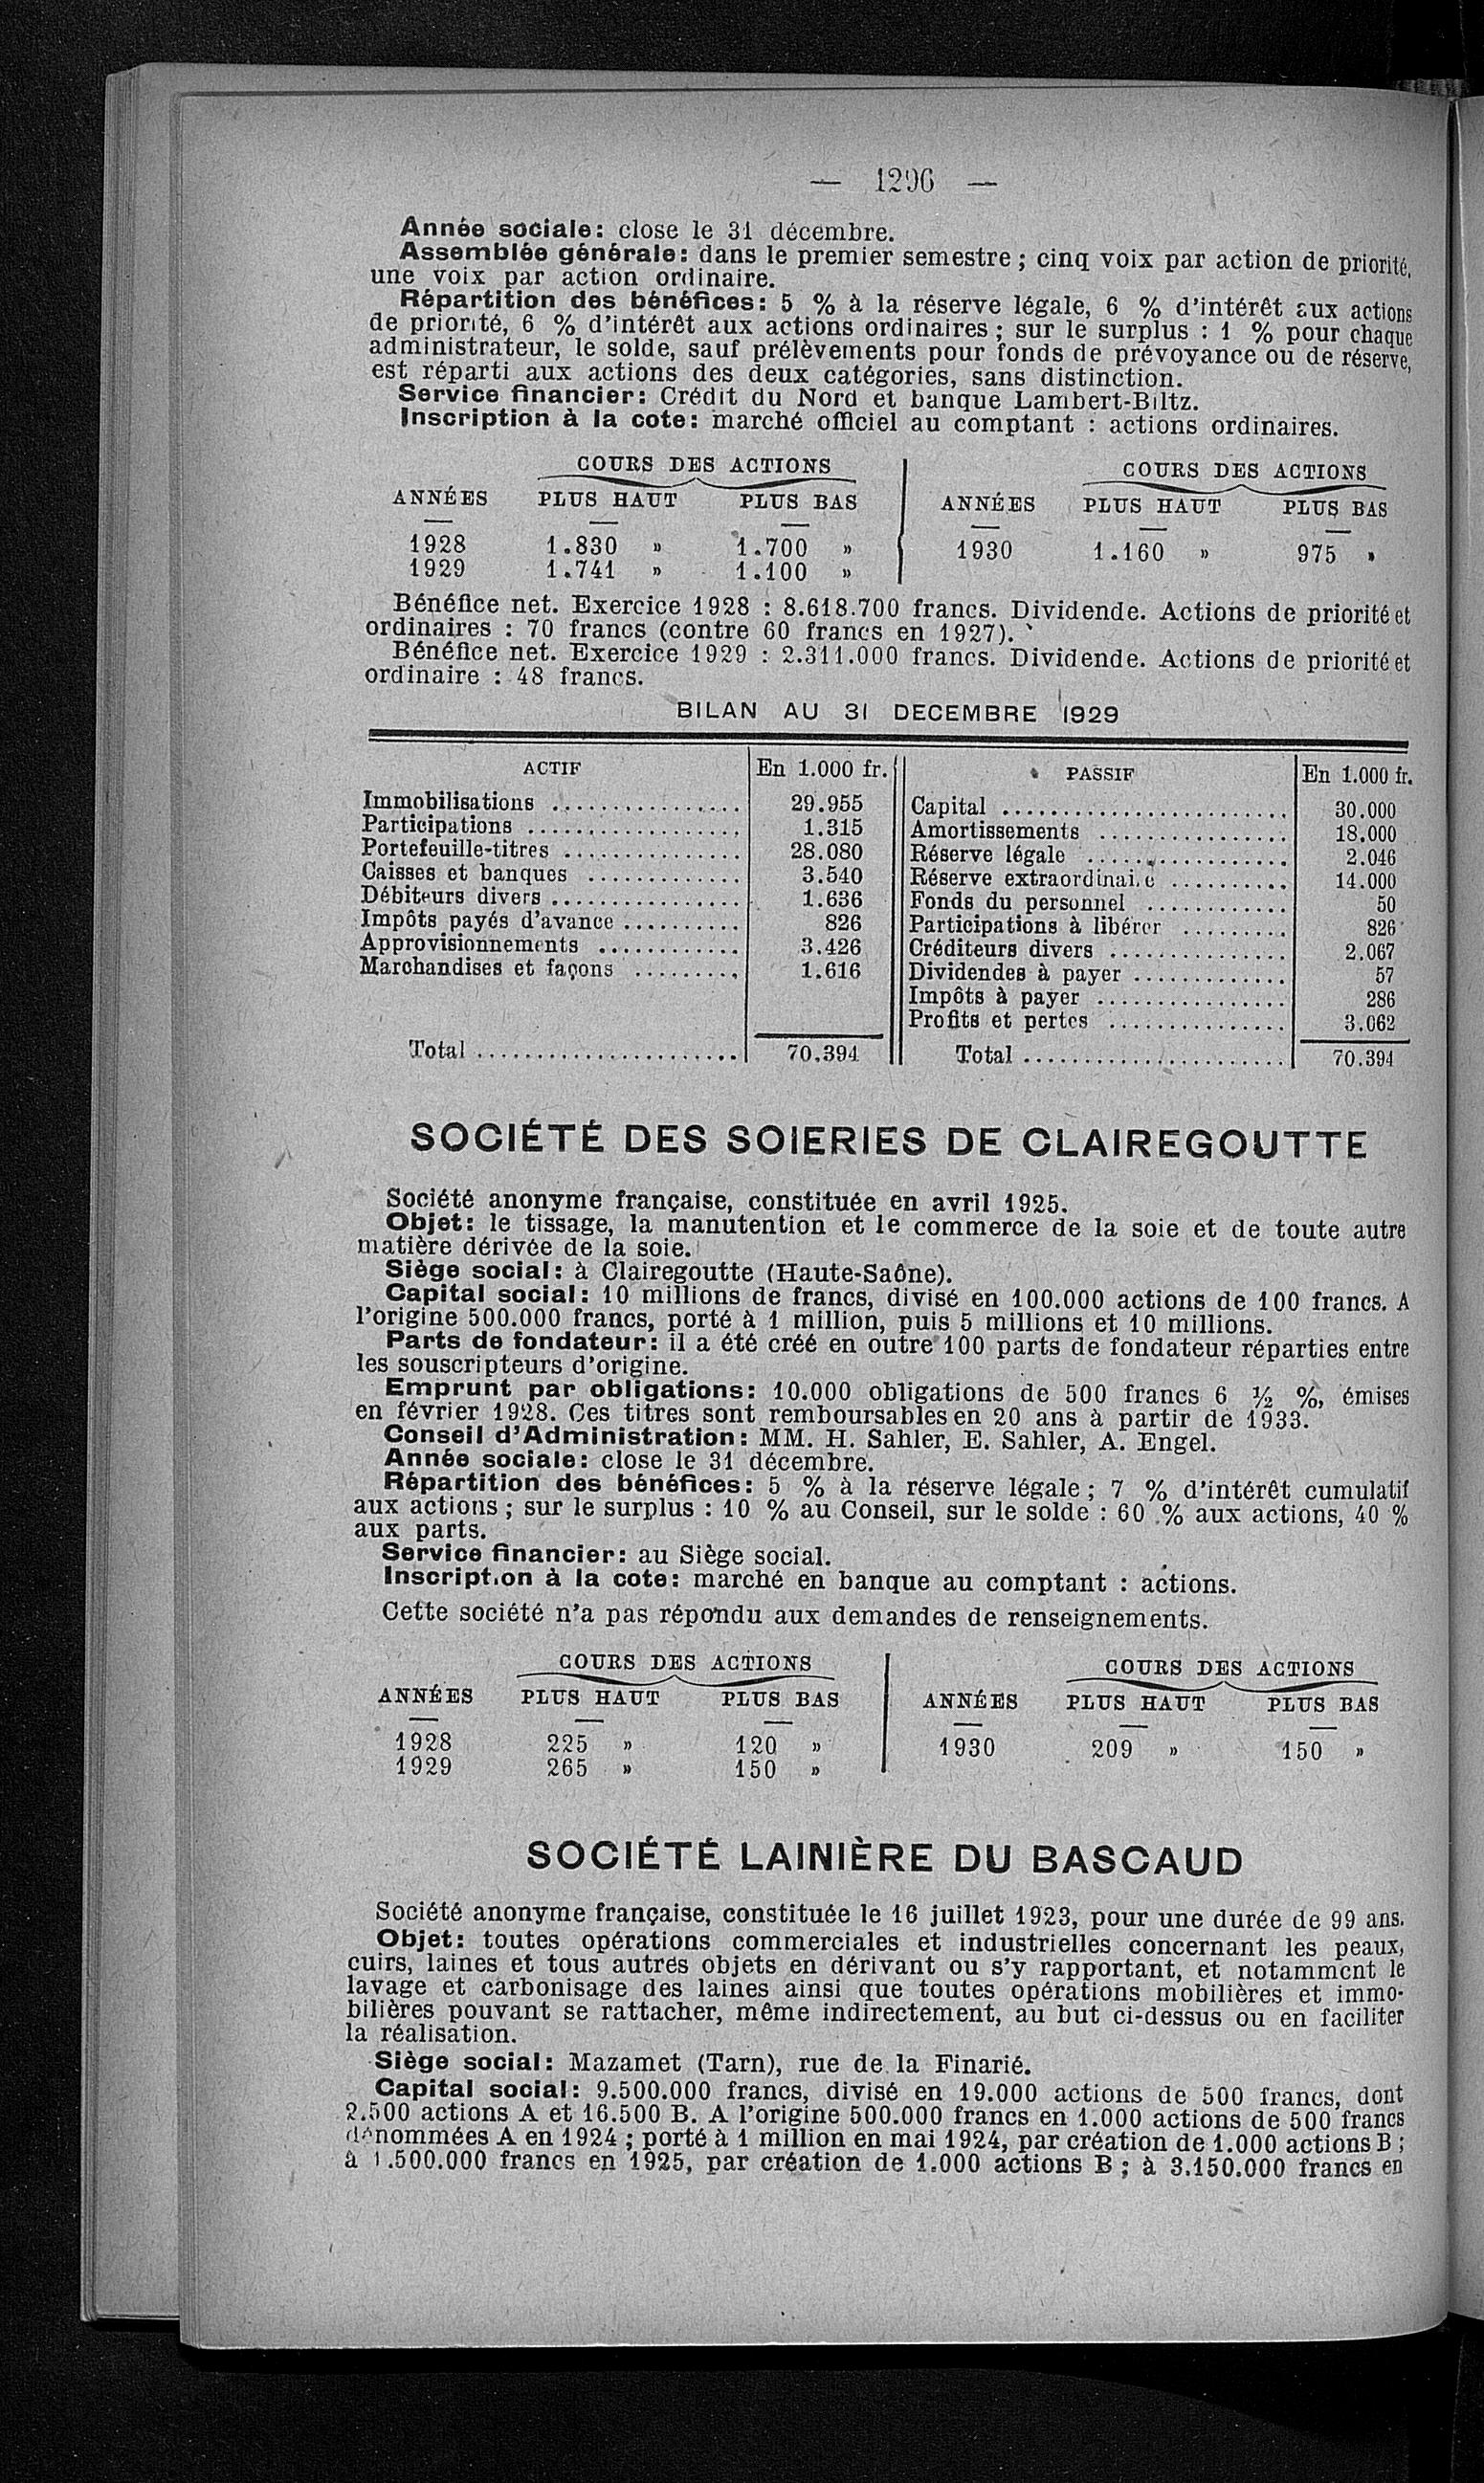 — 1296 —
Année sociale: close le 31 décembre.
Assemblée générale: dans le premier semestre ; cinq voix par action de priorité,
une voix par action ordinaire.
Répartition des bénéfices: 5 % à la réserve légale, 6 % d'intérêt aux actions
de priorité, 6 % d'intérêt aux actions ordinaires ; sur le surplus : 1 % pour chaque
administrateur, le solde, sauf prélèvements pour fonds de prévoyance ou de réserve,
est réparti aux actions des deux catégories, sans distinction.
Service financier: Crédit du Nord et banque Lambert-Biltz.
Inscription à la cote: marché officiel au comptant : actions ordinaires.
COURS DES ACTIONS COURS DES ACTIONS
ANNÉES PLUS HAUT PLUS BAS ANNÉES PLUS HAUT PLUS BAS
1928 1.830 » 1.700 » 1930 1.160 » 975 »
1929 1.741 » 1.100 »
Bénéfice net. Exercice 1928 : 8.618.700 francs. Dividende. Actions de priorité et
ordinaires : 70 francs (contre 60 francs en 1927).
Bénéfice net. Exercice 1929 : 2.311.000 francs. Dividende. Actions de priorité et
ordinaire : 48 francs.
BILAN AU 31 DECEMBRE 1929
ACTIF En 1.000 fr. PASSIF En 1.000 fr.
Immobilisations ................ 29.955 Capital ........................ 30.000
Participations .................. 1.315 Amortissements ................ 18.000
Portefeuille-titres ............... 28.080 Réserve légale ................. 2.046
Caisses et banques ............. 3.540 Réserve extraordinaire .......... 14.000
Débiteurs divers ................ 1.636 Fonds du personnel ............ 50
Impôts payés d'avance .......... 826 Participations à libérer ......... 826
Approvisionnements ............ 3.426 Créditeurs divers ............... 2.067
Marchandises et façons ......... 1.616 Dividendes à payer ............. 57
Impôts à payer ................ 286
Profits et pertes ............... 3.062
Total ...................... 70.394 Total ...................... 70.394
SOCIÉTÉ DES SOIERIES DE CLAIREGOUTTE
Société anonyme française, constituée en avril 1925.
Objet: le tissage, la manutention et le commerce de la soie et de toute autre
matière dérivée de la soie.
Siège social: à Clairegoutte (Haute-Saône).
Capital social: 10 millions de francs, divisé en 100.000 actions de 100 francs. A
l'origine 500.000 francs, porté à 1 million, puis 5 millions et 10 millions.
Parts de fondateur: il a été créé en outre 100 parts de fondateur réparties entre
les souscripteurs d'origine.
Emprunt par obligations: 10.000 obligations de 500 francs 6 ½ %, émises
en février 1928. Ces titres sont remboursables en 20 ans à partir de 1933.
Conseil d'Administration: MM. H. Sahler, E. Sahler, A. Engel.
Année sociale: close le 31 décembre.
Répartition des bénéfices: 5 % à la réserve légale ; 7 % d'intérêt cumulatif
aux actions ; sur le surplus : 10 % au Conseil, sur le solde : 60 % aux actions, 40 %
aux parts.
Service financier: au Siège social.
Inscription à la cote: marché en banque au comptant : actions.
Cette société n'a pas répondu aux demandes de renseignements.
COURS DES ACTIONS COURS DES ACTIONS
ANNÉES PLUS HAUT PLUS BAS ANNÉES PLUS HAUT PLUS BAS
1928 225 » 120 » 1930 209 » 150 »
1929 265 » 150 »
SOCIÉTÉ LAINIÈRE DU BASCAUD
Société anonyme française, constituée le 16 juillet 1923, pour une durée de 99 ans.
Objet: toutes opérations commerciales et industrielles concernant les peaux,
cuirs, laines et tous autres objets en dérivant ou s'y rapportant, et notamment le
lavage et carbonisage des laines ainsi que toutes opérations mobilières et immo-
bilières pouvant se rattacher, même indirectement, au but ci-dessus ou en faciliter
la réalisation.
Siège social: Mazamet (Tarn), rue de la Finarié.
Capital social: 9.500.000 francs, divisé en 19.000 actions de 500 francs, dont
2.500 actions A et 16.500 B. A l'origine 500.000 francs en 1.000 actions de 500 francs
dénommées A en 1924 ; porté à 1 million en mai 1924, par création de 1.000 actions B ;
à 1.500.000 francs en 1925, par création de 1.000 actions B ; à 3.150.000 francs en